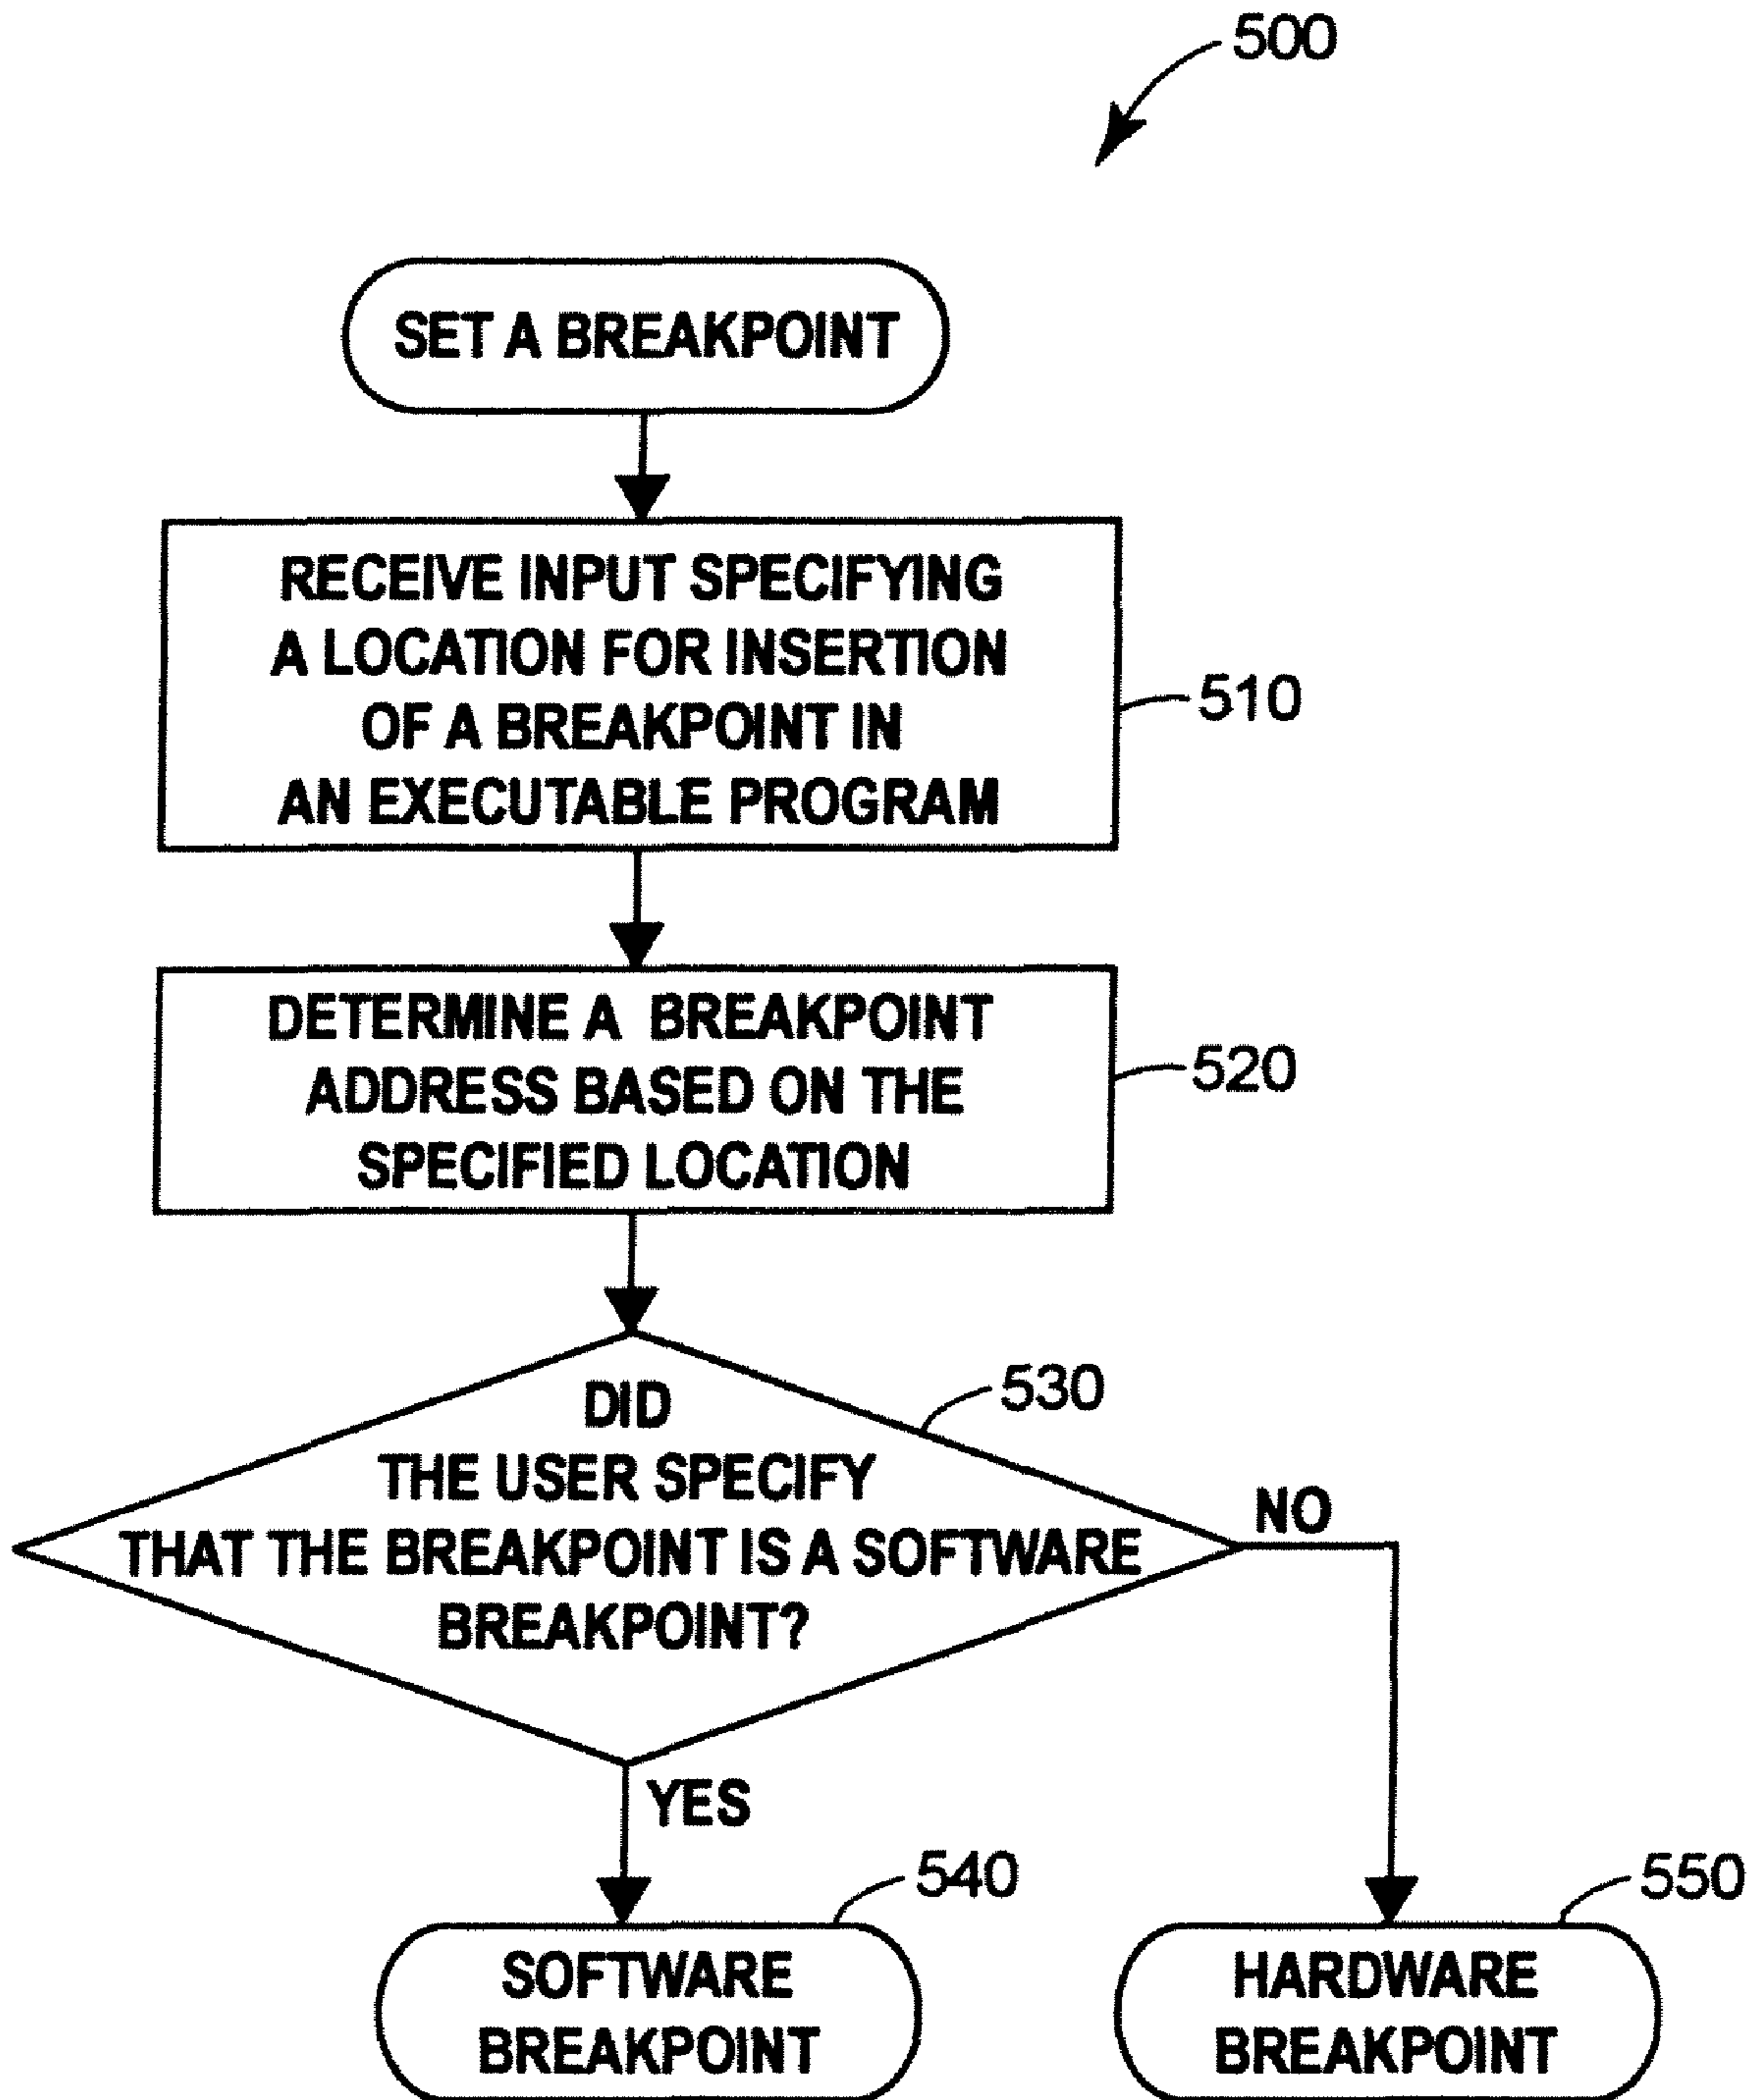 500
SET A BREAKPOINT
RECEIVE INPUT SPECIFYING
A LOCATION FOR INSERTION
OF A BREAKPOINT IN
AN EXECUTABLE PROGRAM
510
DETERMINE A BREAKPOINT
ADDRESS BASED ON THE
SPECIFIED LOCATION
520
DID
THE USER SPECIFY
THAT THE BREAKPOINT IS A SOFTWARE
BREAKPOINT?
530
NO
YES
540
SOFTWARE
BREAKPOINT
550
HARDWARE
BREAKPOINT